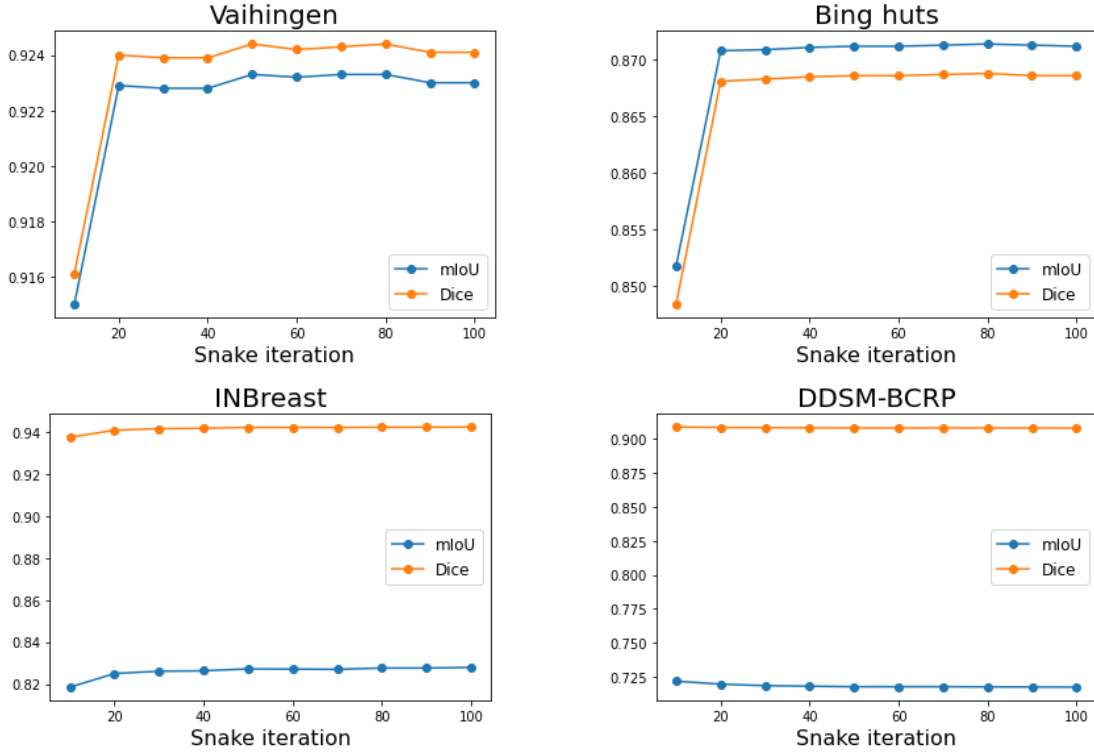 Vaihingen
0.924
0.922
0.920
0.918
0.916
mIoU
Dice
20 40 60 80 100
Snake iteration
Bing huts
0.870
0.865
0.860
0.855
0.850
mIoU
Dice
20 40 60 80 100
Snake iteration
INBreast
0.94
0.92
0.90
0.88
0.86
0.84
0.82
mIoU
Dice
20 40 60 80 100
Snake iteration
DDSM-BCRP
0.900
0.875
0.850
0.825
0.800
0.775
0.750
0.725
mIoU
Dice
20 40 60 80 100
Snake iteration